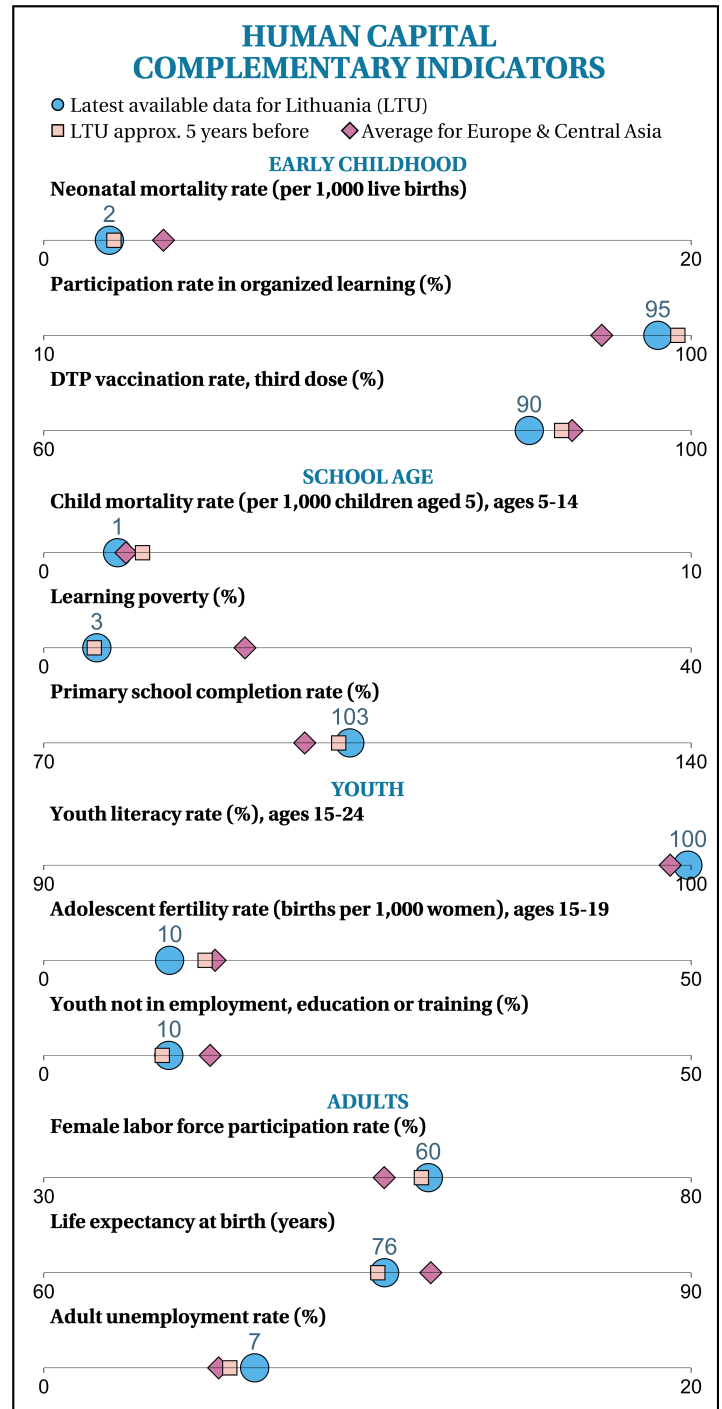 HUMAN CAPITAL
COMPLEMENTARY INDICATORS
Latest available data for Lithuania (LTU)
LTU approx. 5 years before Average for Europe & Central Asia
EARLY CHILDHOOD
Neonatal mortality rate (per 1,000 live births)
2
0 20
Participation rate in organized learning (%)
95
10 100
DTP vaccination rate, third dose (%)
90
60 100
SCHOOL AGE
Child mortality rate (per 1,000 children aged 5), ages 5-14
1
0 10
Learning poverty (%)
3
0 40
Primary school completion rate (%)
103
70 140
YOUTH
Youth literacy rate (%), ages 15-24
100
90 100
Adolescent fertility rate (births per 1,000 women), ages 15-19
10
0 50
Youth not in employment, education or training (%)
10
0 50
ADULTS
Female labor force participation rate (%)
60
30 80
Life expectancy at birth (years)
76
60 90
Adult unemployment rate (%)
7
0 20